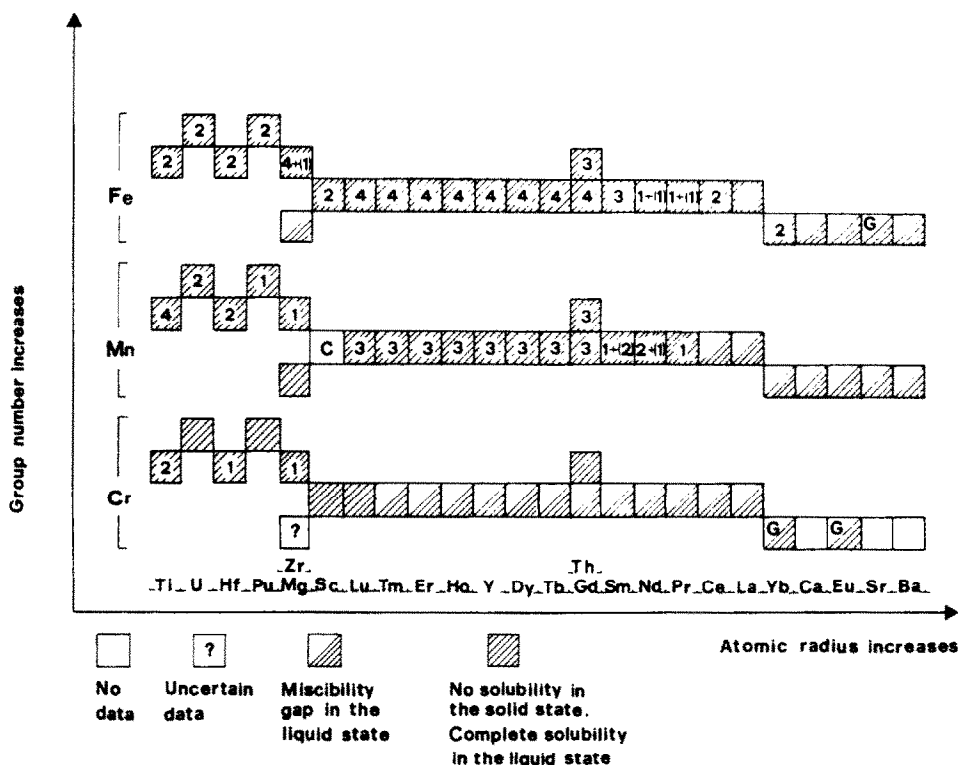 Group number increases
2 2
2 2 4+(1) 3
Fe 2 4 4 4 4 4 4 4 4 3 1+(1) 1+(1) 2
2 G
2 1
4 2 1 3
Mn C 3 3 3 3 3 3 3 3 1+(2) 2+(1) 1
2 1 1
Cr
? G G
Zr Th
Ti U Hf Pu Mg Sc Lu Tm Er Ho Y Dy Tb Gd Sm Nd Pr Ce La Yb Ca Eu Sr Ba
Atomic radius increases
?
No data
Uncertain data
Miscibility
gap in the
liquid state
No solubility in
the solid state.
Complete solubility
in the liquid state